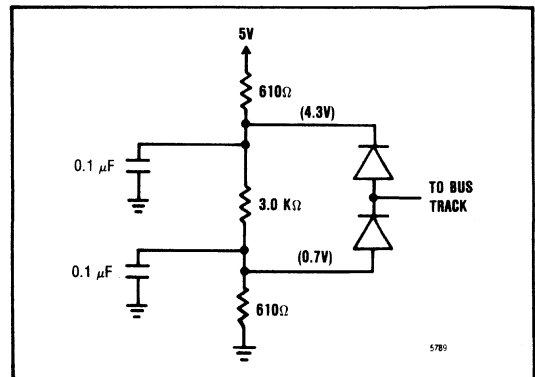 5V
610Ω
(4.3V)
0.1 µF
3.0 KΩ
TO BUS
TRACK
0.1 µF
(0.7V)
610Ω
5789